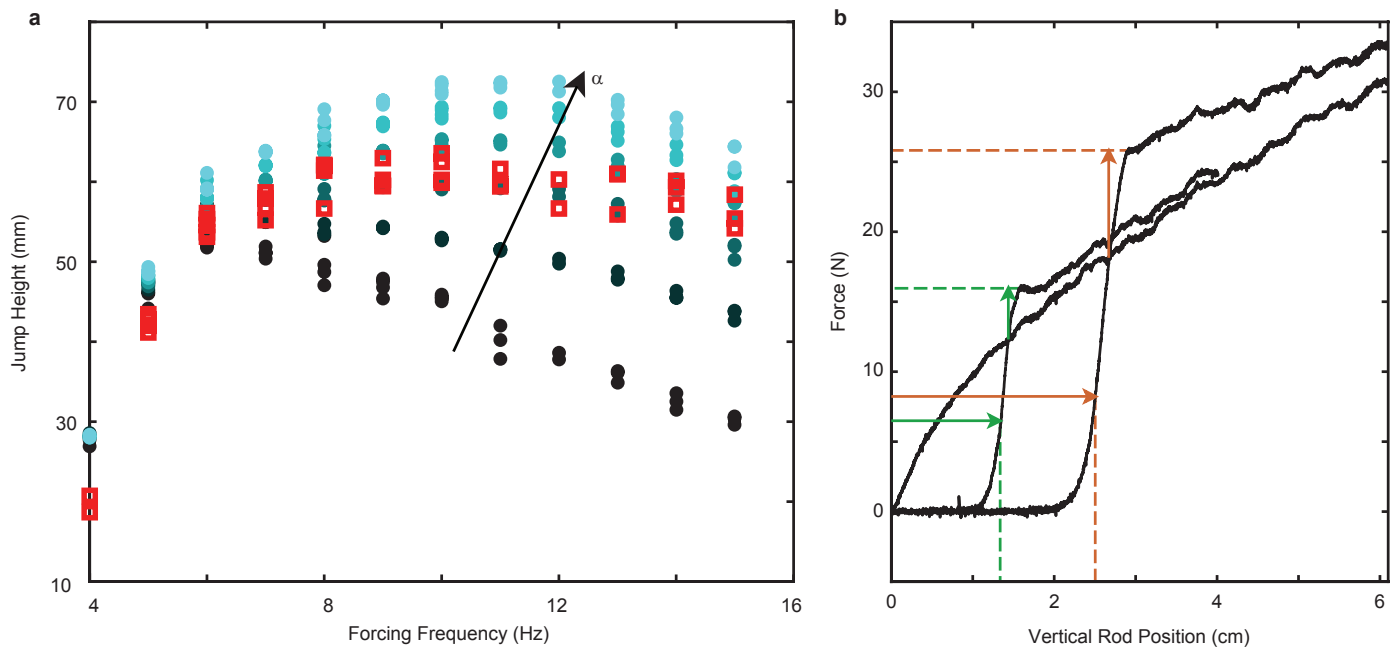 a
70
50
30
10
Jump Height (mm)
4
8
12
16
Forcing Frequency (Hz)
α
b
30
20
10
0
Force (N)
0
2
4
6
Vertical Rod Position (cm)